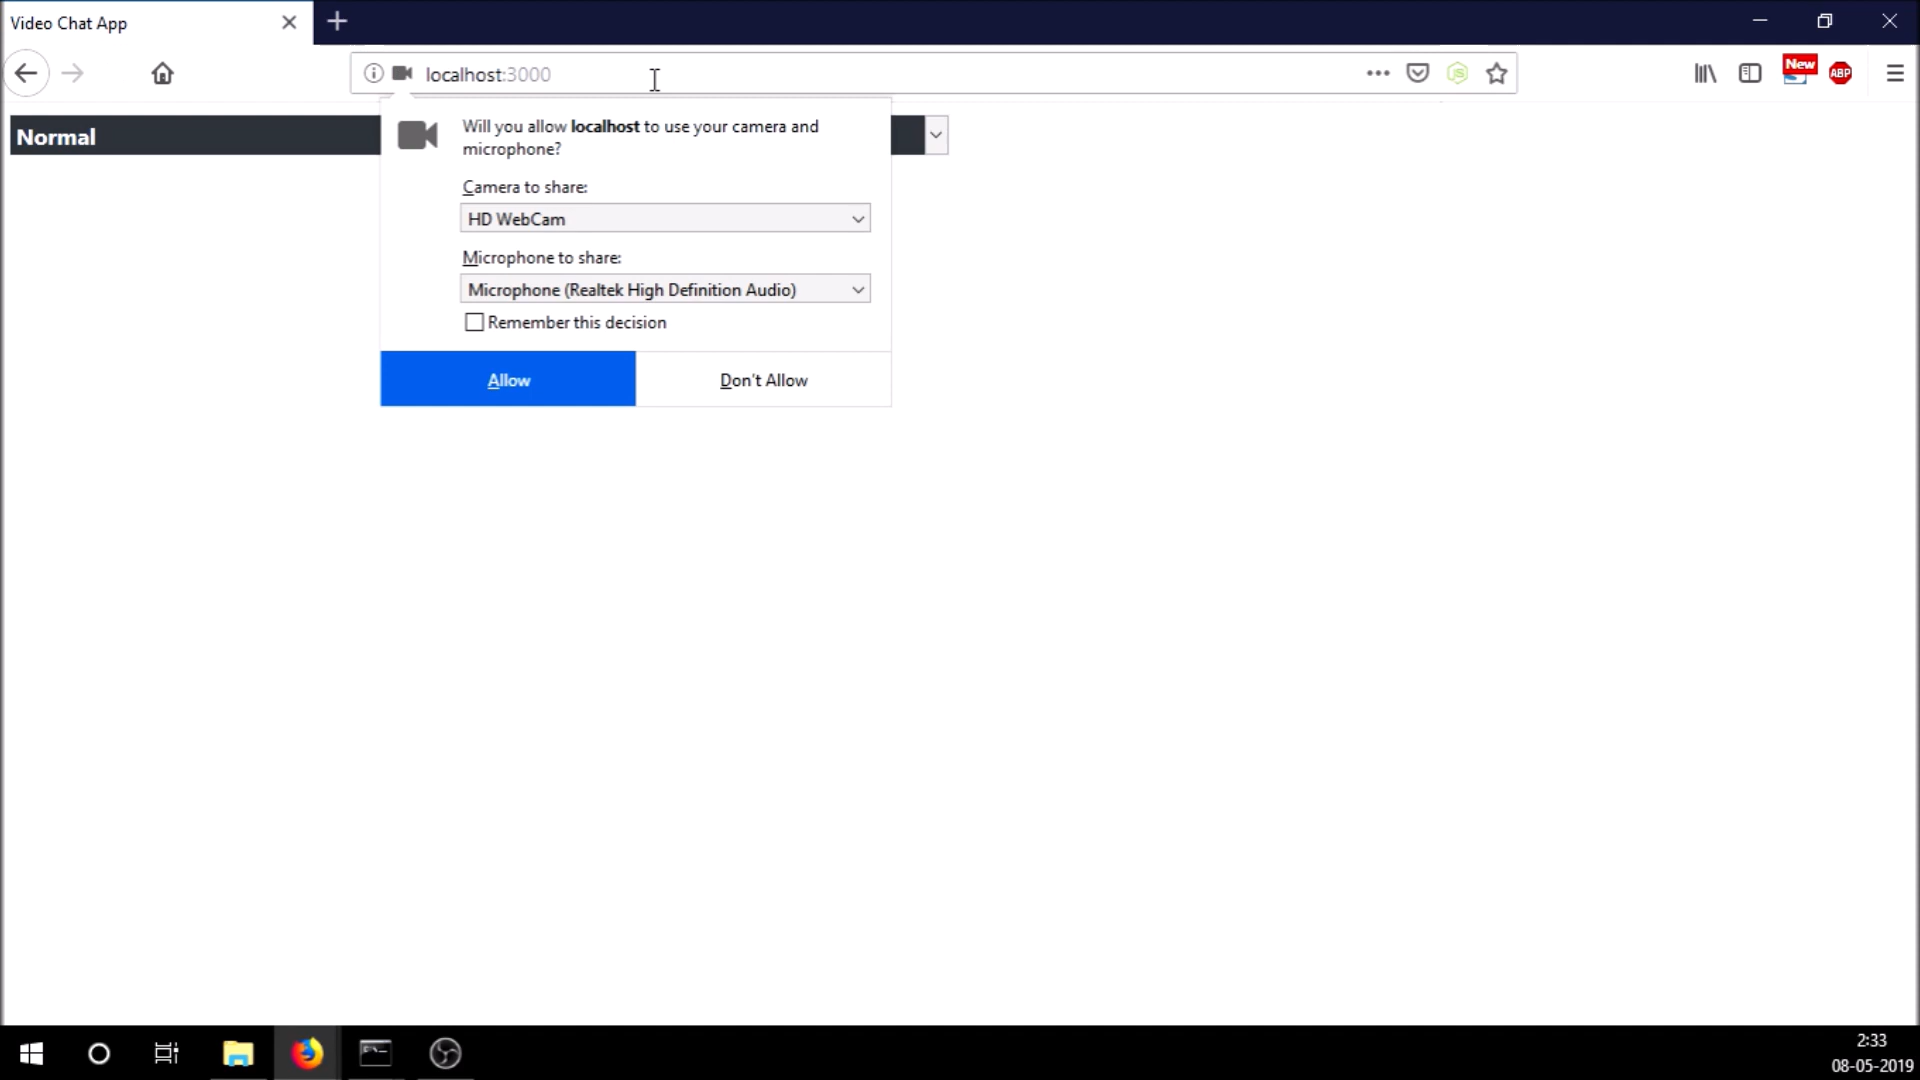 Video Chat App
localhost:3000
New
ABP
JS
Normal
Will you allow localhost to use your camera and
microphone?
Camera to share:
HD WebCam
Microphone to share:
Microphone (Realtek High Definition Audio)
Remember this decision
Allow
Don't Allow
2:33
08-05-2019